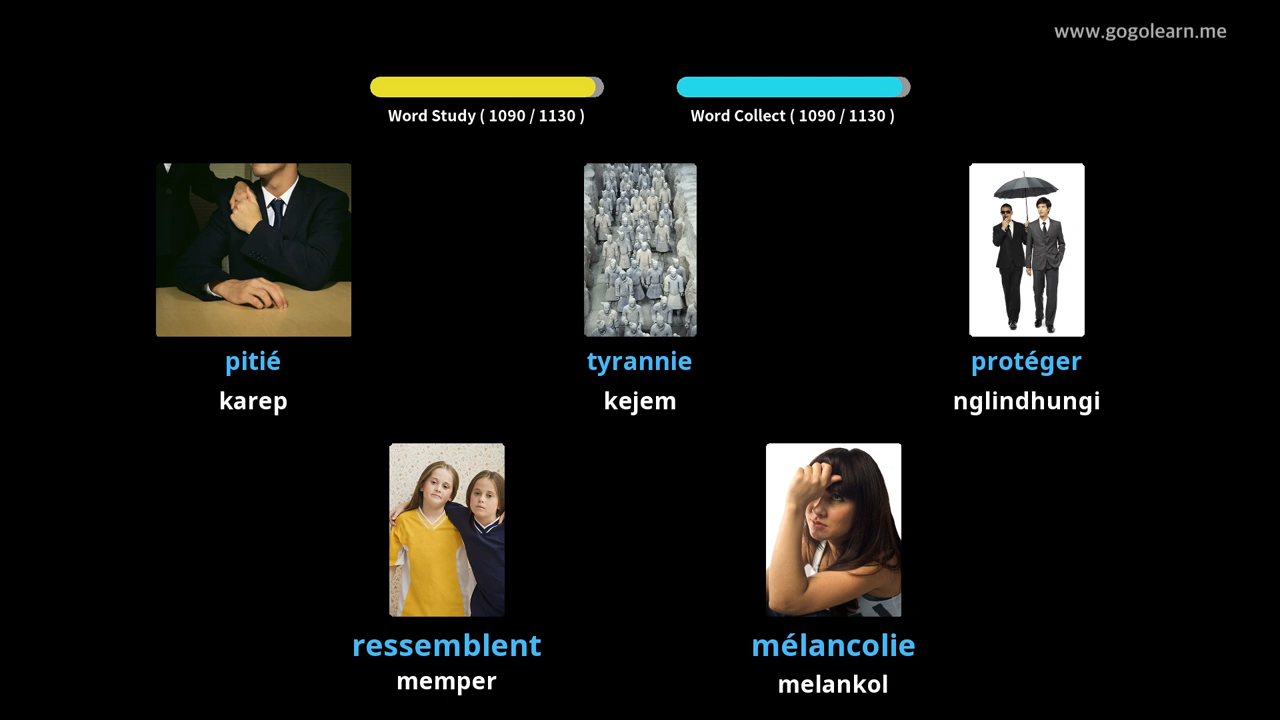 www.gogolearn.me
Word Study ( 1090 / 1130 )
Word Collect ( 1090 / 1130 )
pitié
tyrannie
protéger
karep
kejem
nglindhungi
ressemblent
mélancolie
memper
melankol